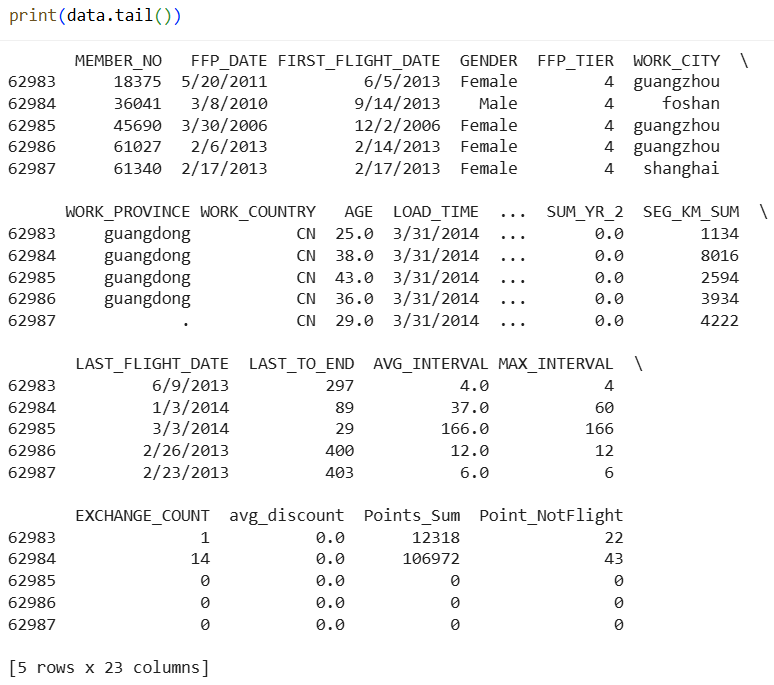 print(data.tail())
MEMBER_NO FFP_DATE FIRST_FLIGHT_DATE GENDER FFP_TIER WORK_CITY \
62983 18375 5/20/2011 6/5/2013 Female 4 guangzhou
62984 36041 3/8/2010 9/14/2013 Male 4 foshan
62985 45690 3/30/2006 12/2/2006 Female 4 guangzhou
62986 61027 2/6/2013 2/14/2013 Female 4 guangzhou
62987 61340 2/17/2013 2/17/2013 Female 4 shanghai
WORK_PROVINCE WORK_COUNTRY AGE LOAD_TIME ... SUM_YR_2 SEG_KM_SUM \
62983 guangdong CN 25.0 3/31/2014 ... 0.0 1134
62984 guangdong CN 38.0 3/31/2014 ... 0.0 8016
62985 guangdong CN 43.0 3/31/2014 ... 0.0 2594
62986 guangdong CN 36.0 3/31/2014 ... 0.0 3934
62987 . CN 29.0 3/31/2014 ... 0.0 4222
LAST_FLIGHT_DATE LAST_TO_END AVG_INTERVAL MAX_INTERVAL \
62983 6/9/2013 297 4.0 4
62984 1/3/2014 89 37.0 60
62985 3/3/2014 29 166.0 166
62986 2/26/2013 400 12.0 12
62987 2/23/2013 403 6.0 6
EXCHANGE_COUNT avg_discount Points_Sum Point_NotFlight
62983 1 0.0 12318 22
62984 14 0.0 106972 43
62985 0 0.0 0 0
62986 0 0.0 0 0
62987 0 0.0 0 0
[5 rows x 23 columns]